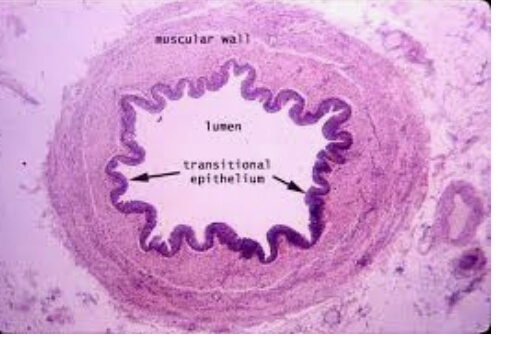 muscular wall
lumen
transitional
epithelium